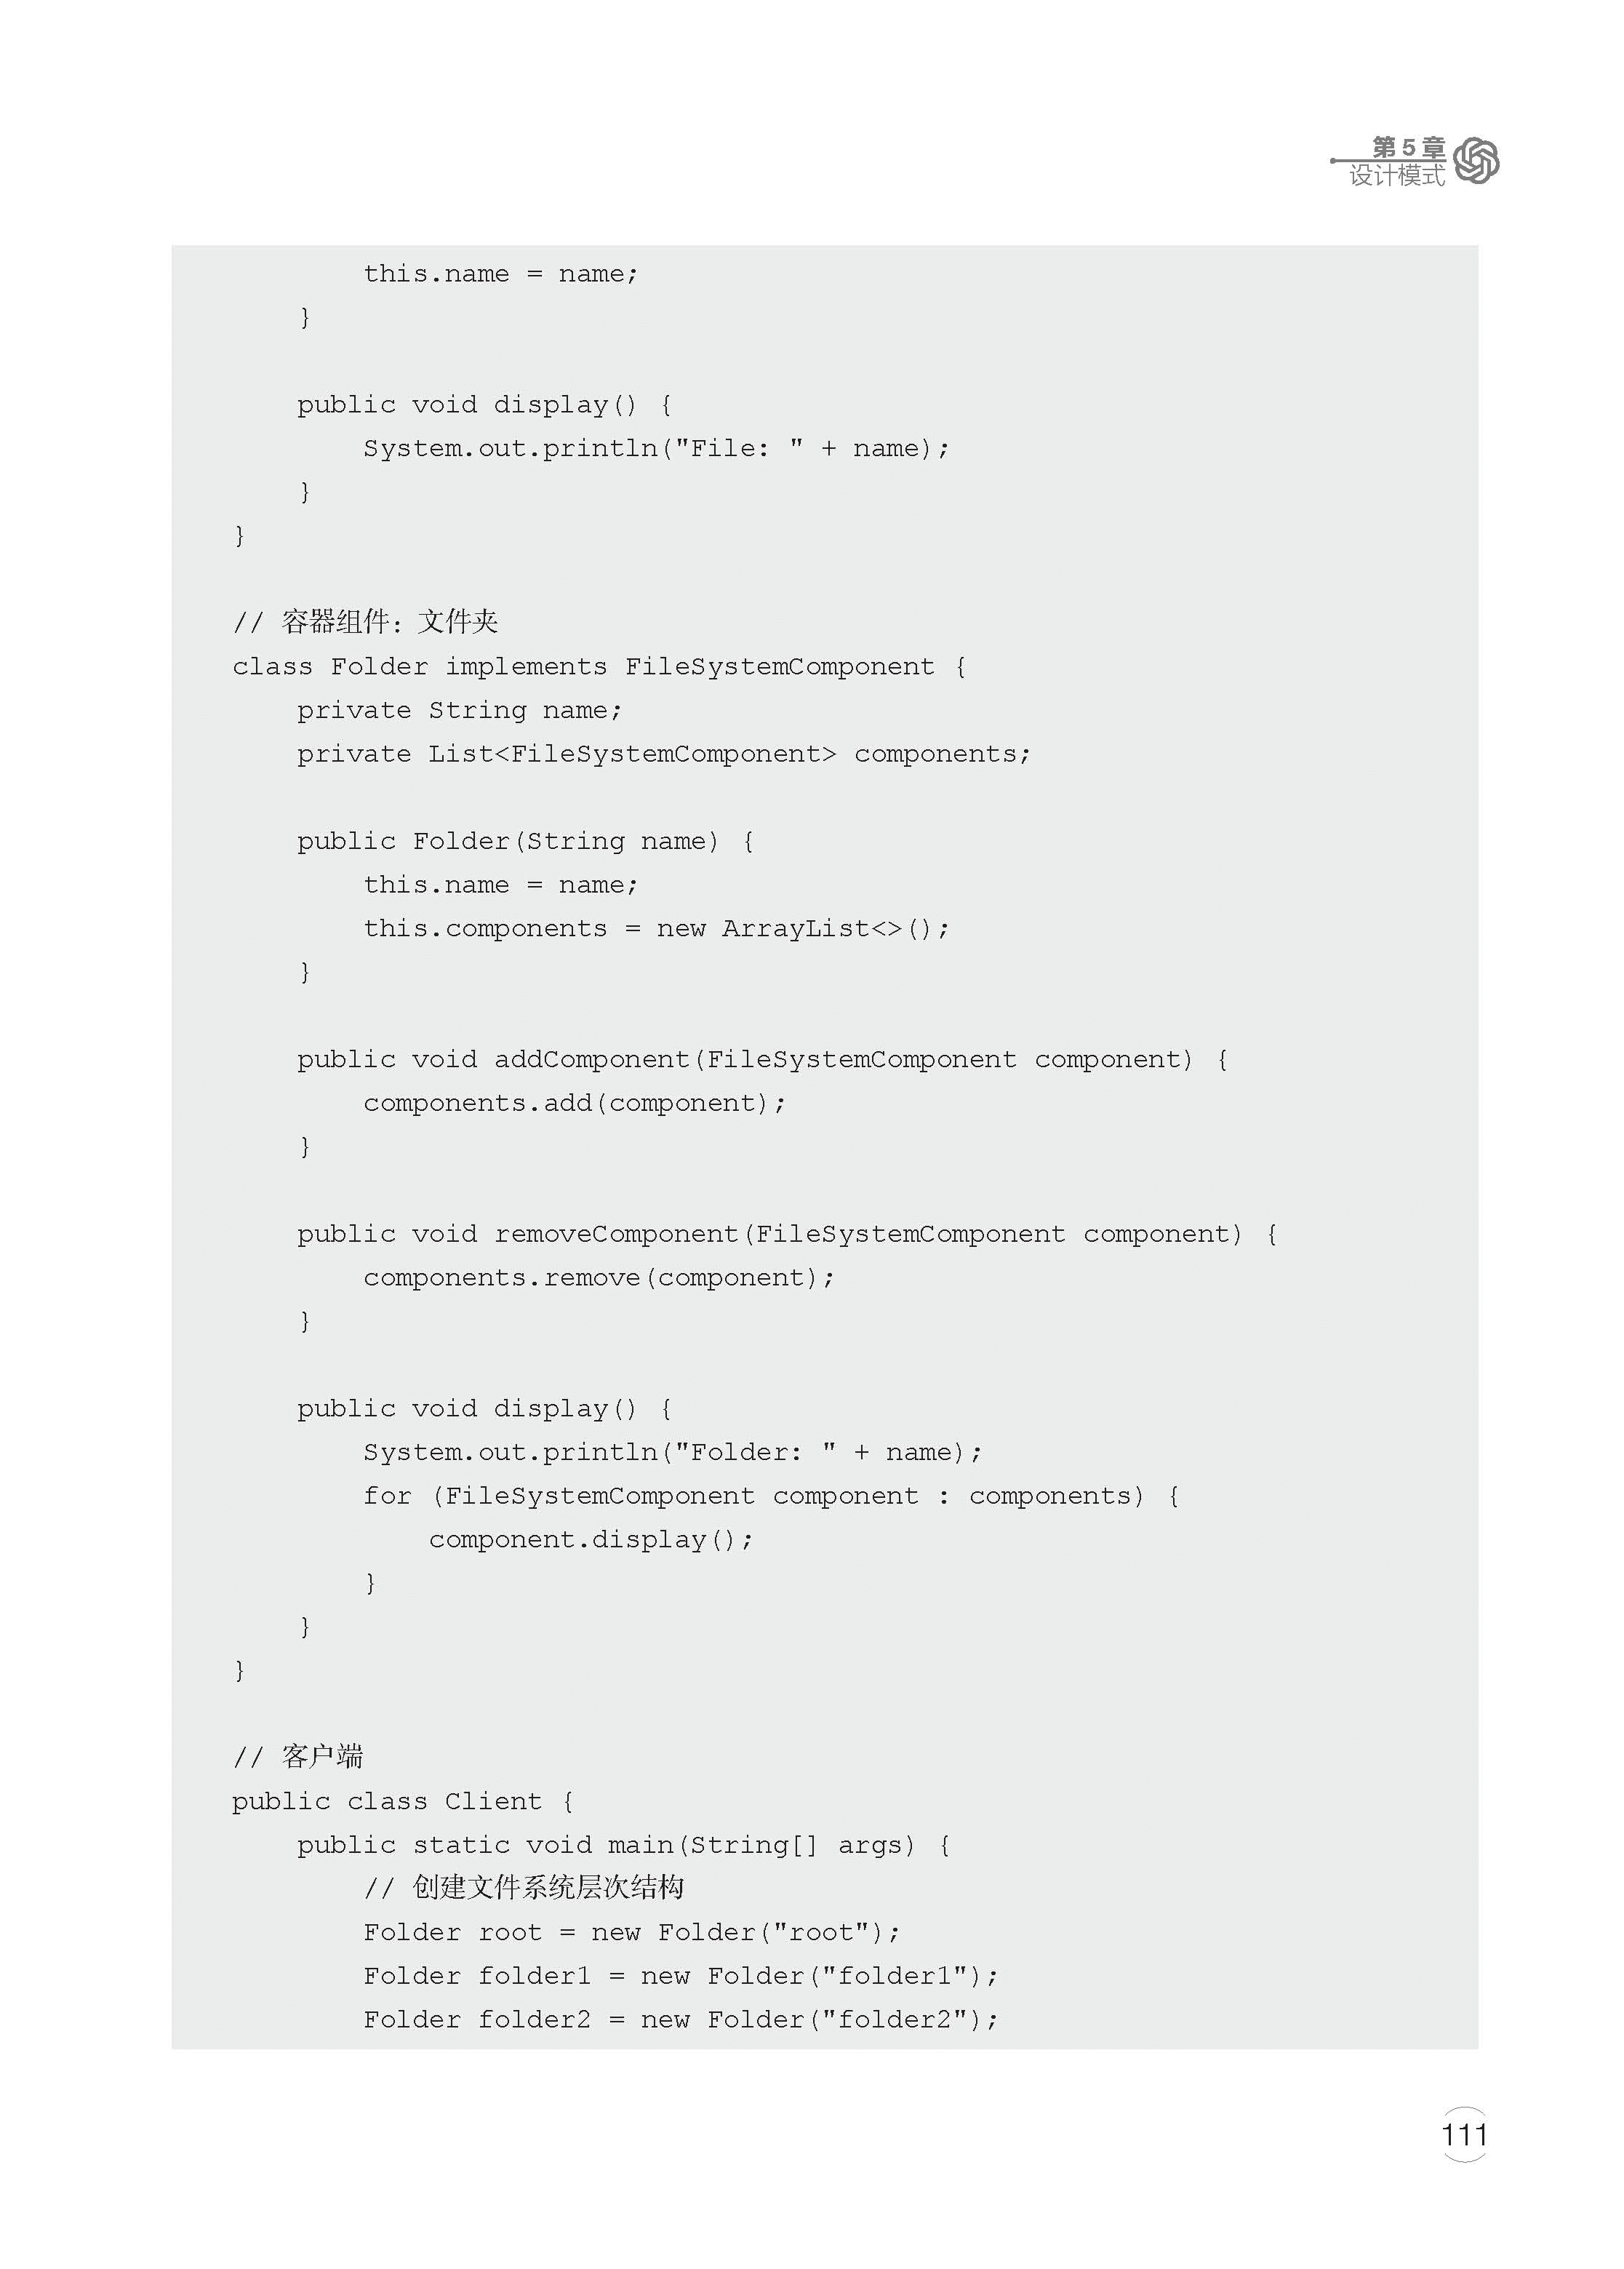 第 5 章
设计模式
        this.name = name;
    }

    public void display() {
        System.out.println("File: " + name);
    }
}

// 容器组件：文件夹
class Folder implements FileSystemComponent {
    private String name;
    private List<FileSystemComponent> components;

    public Folder(String name) {
        this.name = name;
        this.components = new ArrayList<>();
    }

    public void addComponent(FileSystemComponent component) {
        components.add(component);
    }

    public void removeComponent(FileSystemComponent component) {
        components.remove(component);
    }

    public void display() {
        System.out.println("Folder: " + name);
        for (FileSystemComponent component : components) {
            component.display();
        }
    }
}

// 客户端
public class Client {
    public static void main(String[] args) {
        // 创建文件系统层次结构
        Folder root = new Folder("root");
        Folder folder1 = new Folder("folder1");
        Folder folder2 = new Folder("folder2");
111